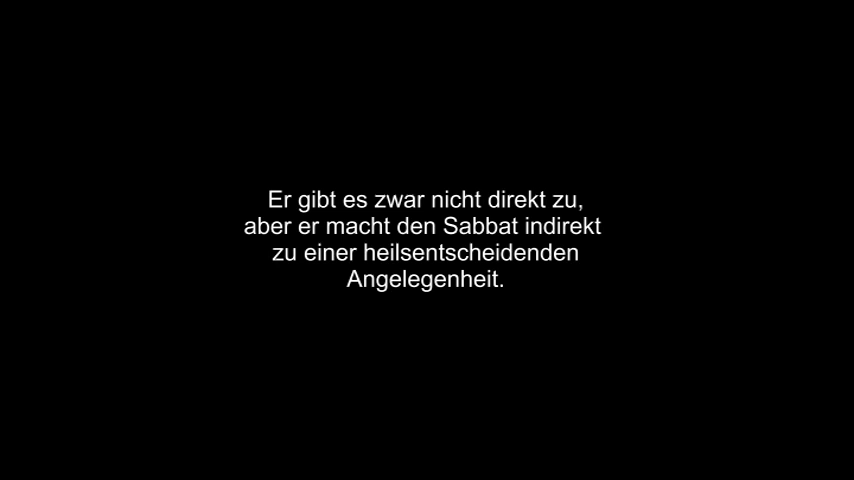 Er gibt es zwar nicht direkt zu,
aber er macht den Sabbat indirekt
zu einer heilsentscheidenden
Angelegenheit.